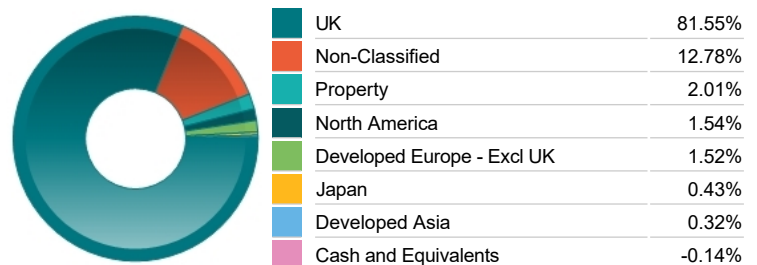 UK 81.55%
Non-Classified 12.78%
Property 2.01%
North America 1.54%
Developed Europe - Excl UK 1.52%
Japan 0.43%
Developed Asia 0.32%
Cash and Equivalents -0.14%